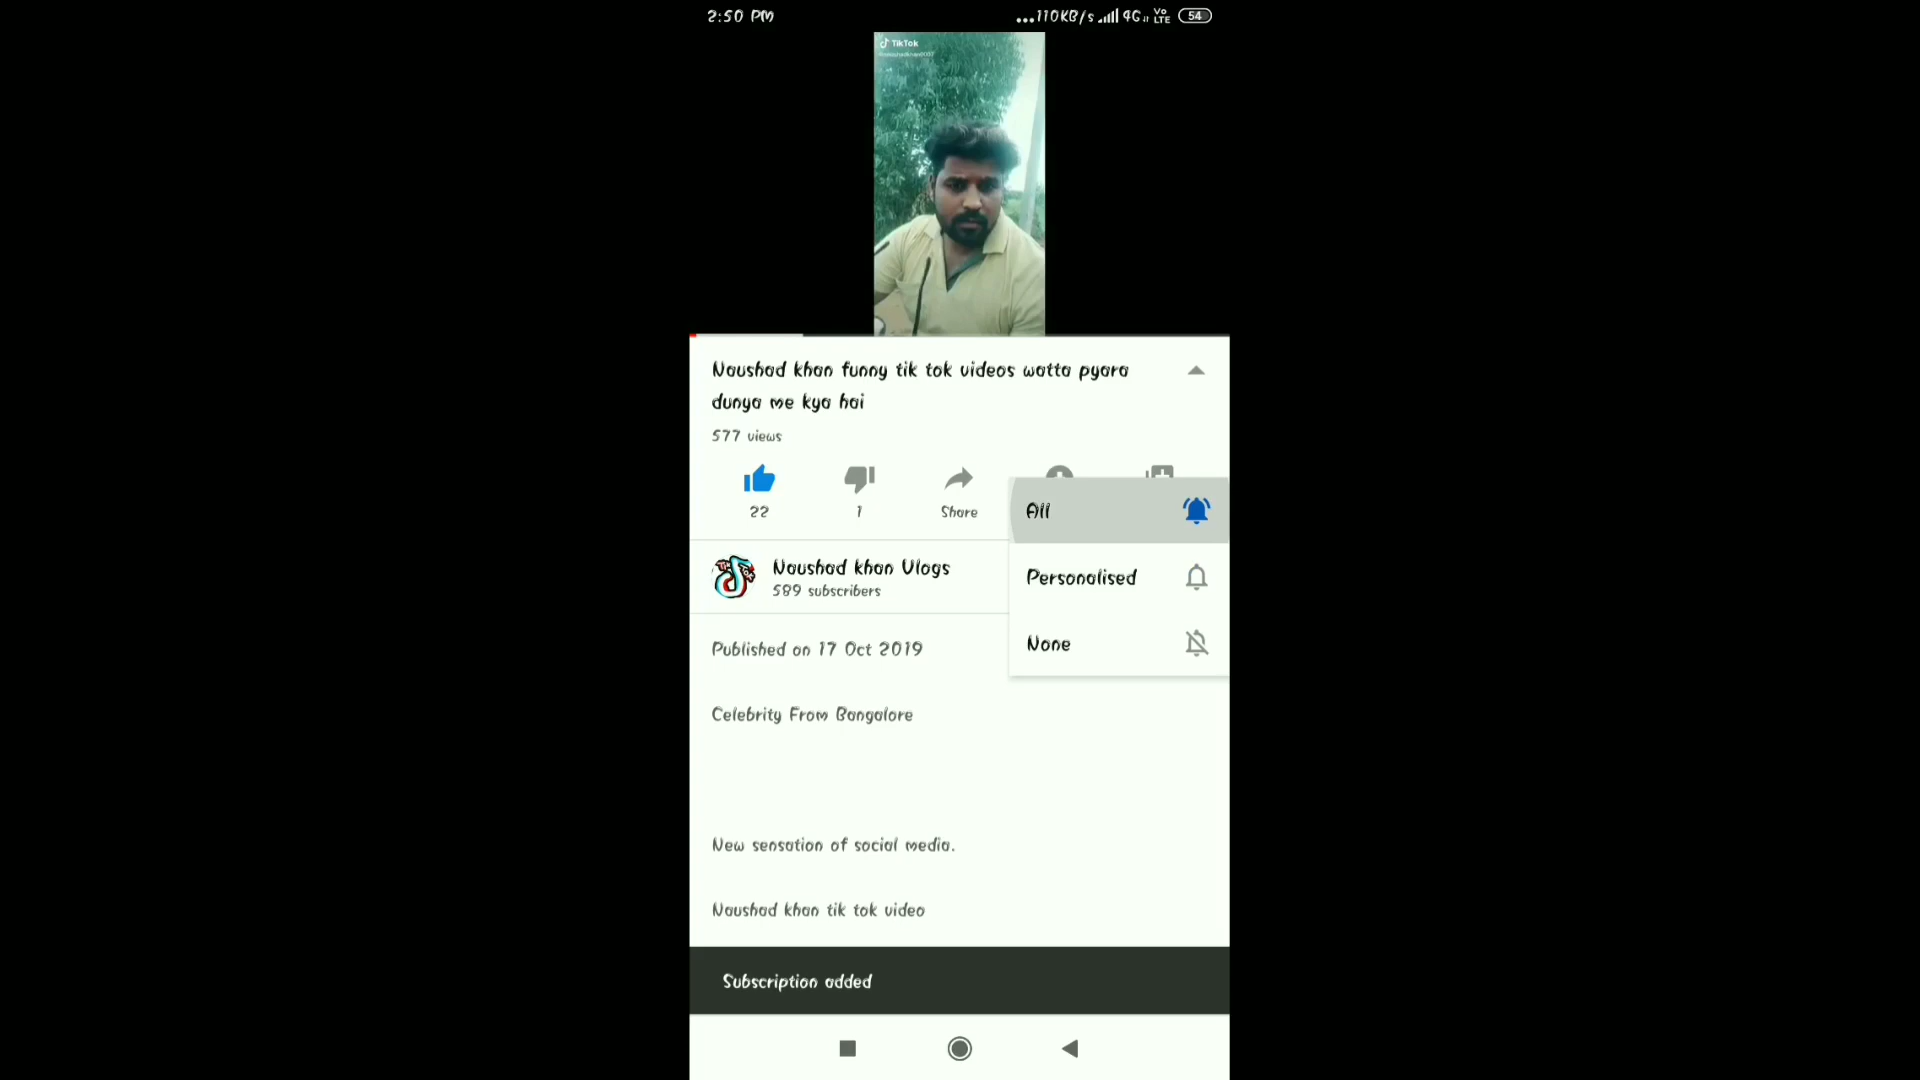 2:50 PM
...110KB/s 4G Vo LTE 54
TikTok
Naushad khan funny tik tok videos watta pyara
dunya me kya hai
577 views
22
1
Share
All
Personalised
None
Naushad khan Vlogs
589 subscribers
Published on 17 Oct 2019
Celebrity From Bangalore
New sensation of social media.
Naushad khan tik tok video
Subscription added